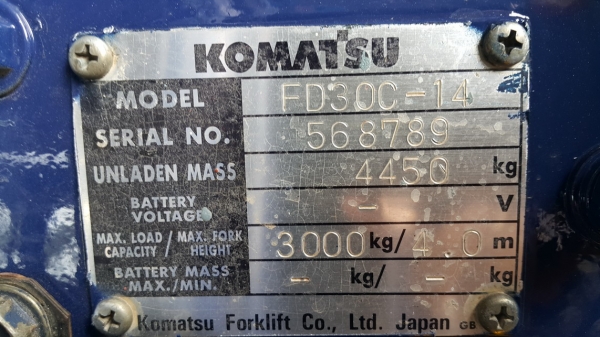 KOMATSU
MODEL FD30C-14
SERIAL NO. 568789
UNLADEN MASS 4450 kg
BATTERY VOLTAGE - V
MAX. LOAD / MAX. FORK CAPACITY / HEIGHT 3000 kg/ 4.0 m
BATTERY MASS MAX./MIN. - kg/ - kg
Komatsu Forklift Co., Ltd. Japan GB